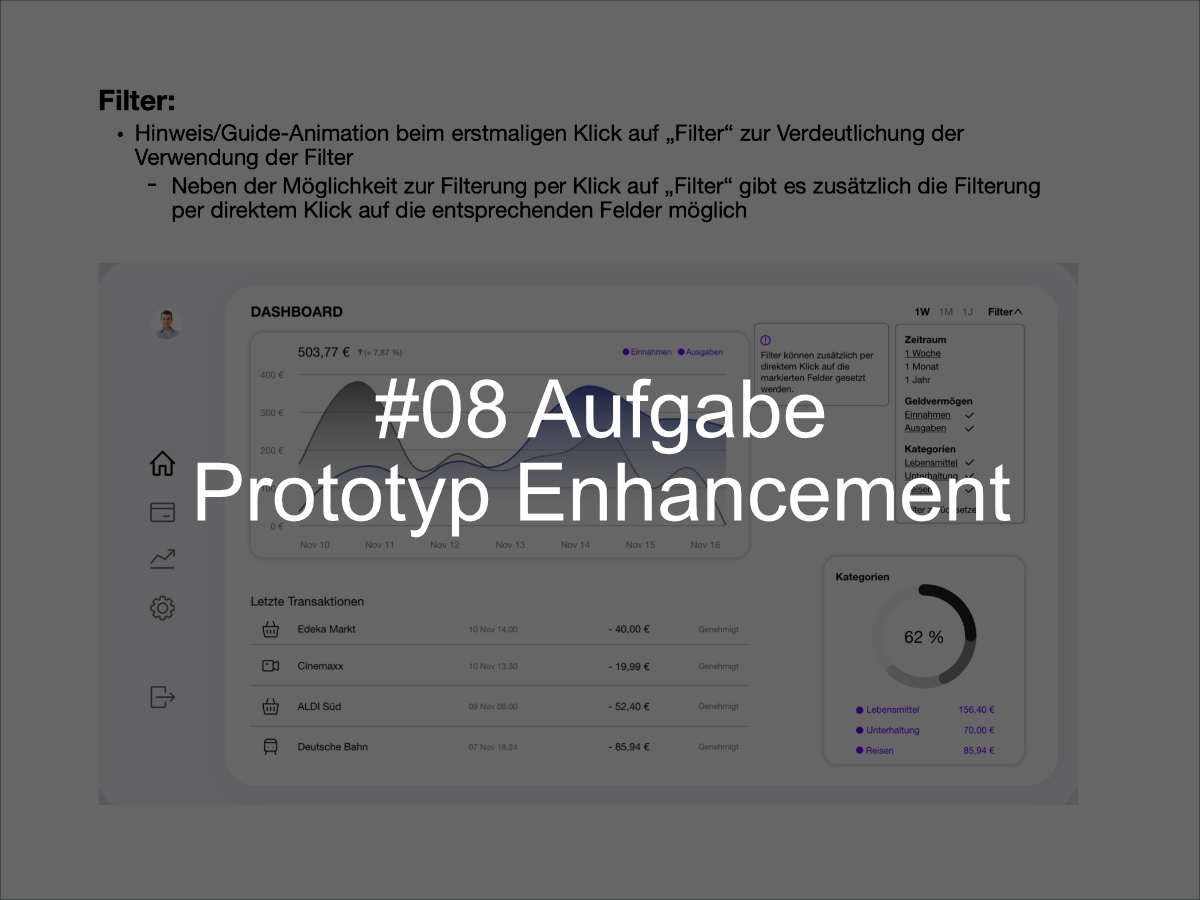 Filter:
• Hinweis/Guide-Animation beim erstmaligen Klick auf „Filter“ zur Verdeutlichung der
Verwendung der Filter
- Neben der Möglichkeit zur Filterung per Klick auf „Filter“ gibt es zusätzlich die Filterung
per direktem Klick auf die entsprechenden Felder möglich
DASHBOARD
1W 1M 1J Filter
503,77 € ↑(+ 7,87 %)
Einnahmen Ausgaben
400 €
300 €
200 €
0 €
Nov 10 Nov 11 Nov 12 Nov 13 Nov 14 Nov 15 Nov 16
Filter können zusätzlich per
direktem Klick auf die
markierten Felder gesetzt
werden.
Zeitraum
1 Woche
1 Monat
1 Jahr
Geldvermögen
Einnahmen
Ausgaben
Kategorien
Lebensmittel
Unterhaltung
Reisen
#08 Aufgabe
Prototyp Enhancement
Letzte Transaktionen
Edeka Markt 10 Nov 14.00 - 40,00 € Genehmigt
Cinemaxx 10 Nov 13.30 - 19,99 € Genehmigt
ALDI Süd 09 Nov 09.00 - 52,40 € Genehmigt
Deutsche Bahn 07 Nov 18.24 - 85,94 € Genehmigt
Kategorien
62 %
Lebensmittel 156,40 €
Unterhaltung 70,00 €
Reisen 85,94 €